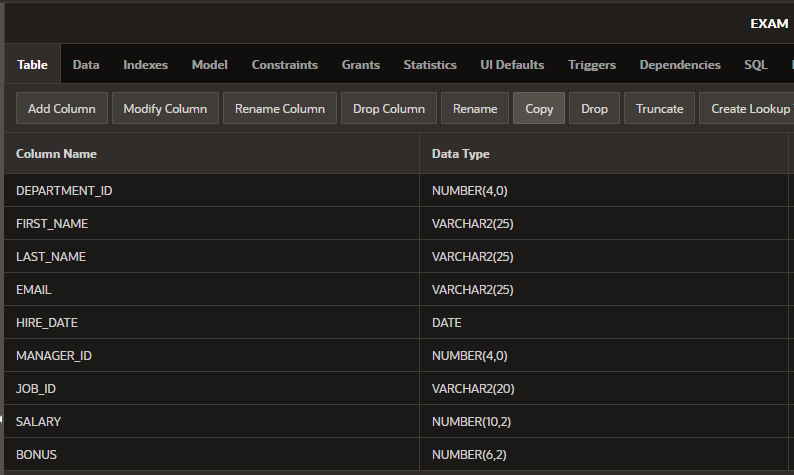 EXAM
Table Data Indexes Model Constraints Grants Statistics UI Defaults Triggers Dependencies SQL
Add Column Modify Column Rename Column Drop Column Rename Copy Drop Truncate Create Lookup
Column Name Data Type
DEPARTMENT_ID NUMBER(4,0)
FIRST_NAME VARCHAR2(25)
LAST_NAME VARCHAR2(25)
EMAIL VARCHAR2(25)
HIRE_DATE DATE
MANAGER_ID NUMBER(4,0)
JOB_ID VARCHAR2(20)
SALARY NUMBER(10,2)
BONUS NUMBER(6,2)